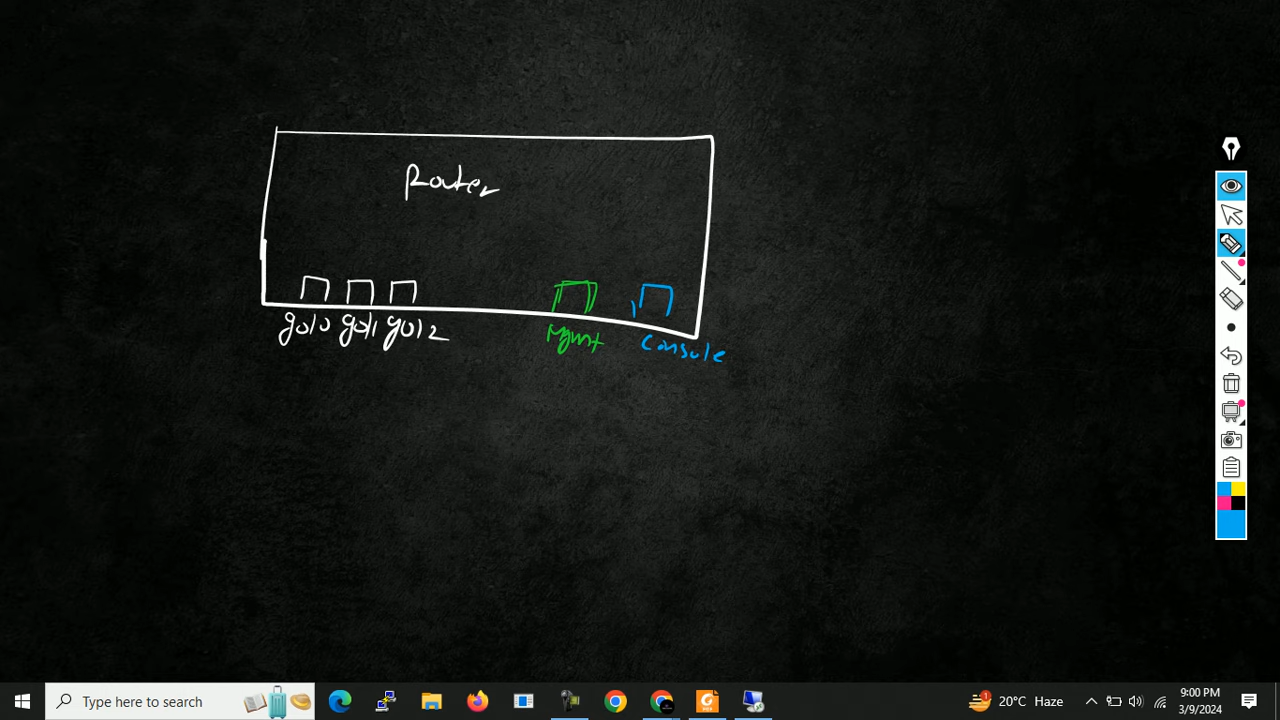 Router
g0/0 g0/1 g0/2
Mgmt
Console
Type here to search
1
20°C Haze
9:00 PM
3/9/2024